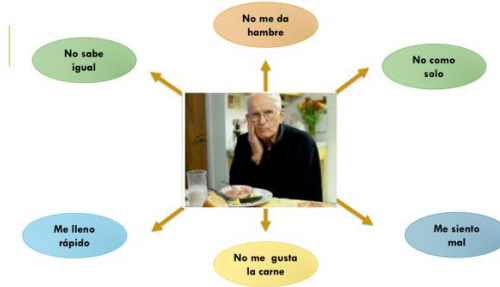 No me da
hambre
No sabe
igual
No como
solo
Me lleno
rápido
Me siento
mal
No me gusta
la carne